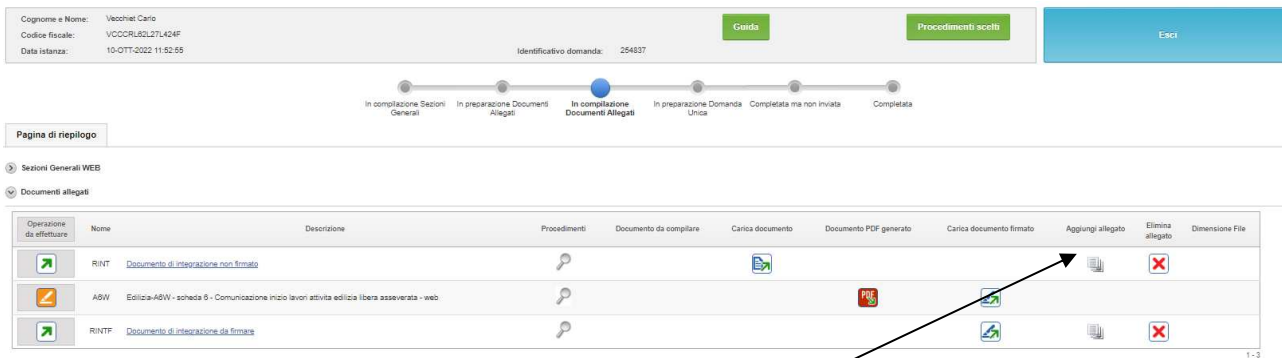 Cognome e Nome: Vecchiet Carlo
Codice fiscale: VCCCRL62L27L424F
Data istanza: 10-OTT-2022 11:52:55 Identificativo domanda: 254837
Guida
Procedimenti scelti
Esci
In compilazione Sezioni Generali
In preparazione Documenti Allegati
In compilazione Documenti Allegati
In preparazione Domanda Unica
Completata ma non inviata
Completata
Pagina di riepilogo
Sezioni Generali WEB
Documenti allegati
Operazione da effettuare Nome Descrizione Procedimenti Documento da compilare Carica documento Documento PDF generato Carica documento firmato Aggiungi allegato Elimina allegato Dimensione File
RINT Documento di integrazione non firmato
A6W Edilizia-A6W - scheda 6 - Comunicazione inizio lavori attivita edilizia libera asseverata - web PDF
RINTF Documento di integrazione da firmare
1 - 3